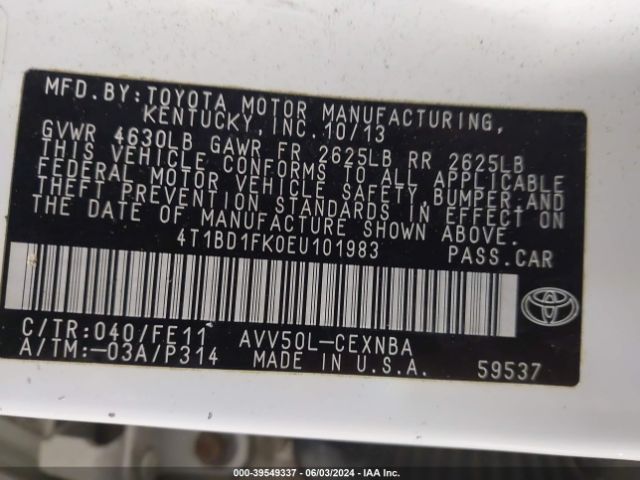 MFD. BY: TOYOTA MOTOR MANUFACTURING,
KENTUCKY, INC. 10/13
GVWR 4630LB GAWR FR 2625LB RR 2625LB
THIS VEHICLE CONFORMS TO ALL APPLICABLE
FEDERAL MOTOR VEHICLE SAFETY, BUMPER, AND
THEFT PREVENTION STANDARDS IN EFFECT ON
THE DATE OF MANUFACTURE SHOWN ABOVE.
4T1BD1FK0EU101983 PASS. CAR
C/TR: 040/FE11 AVV50L-CEXNBA
A/TM: -03A/P314 MADE IN U.S.A. 59537
TOYOTA
000-39549337 - 06/03/2024 - IAA Inc.